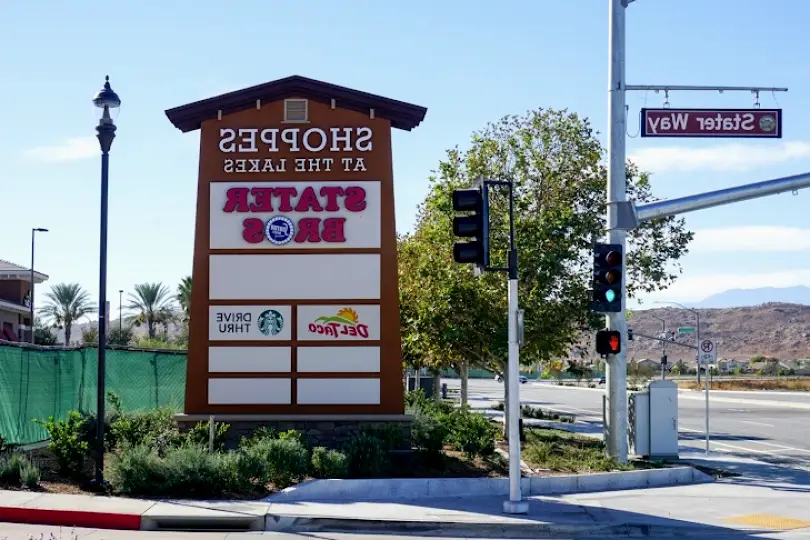 SHOPPES
AT THE LAKES
STATER
BROS
Del Taco
DRIVE
THRU
Stater Way